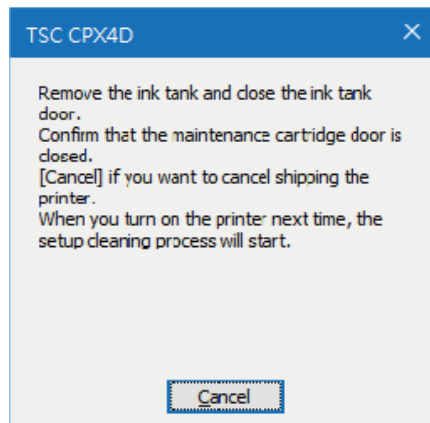 TSC CPX4D
Remove the ink tank and close the ink tank
door.
Confirm that the maintenance cartridge door is
closed.
[Cancel] if you want to cancel shipping the
printer.
When you turn on the printer next time, the
setup cleaning process will start.
Cancel